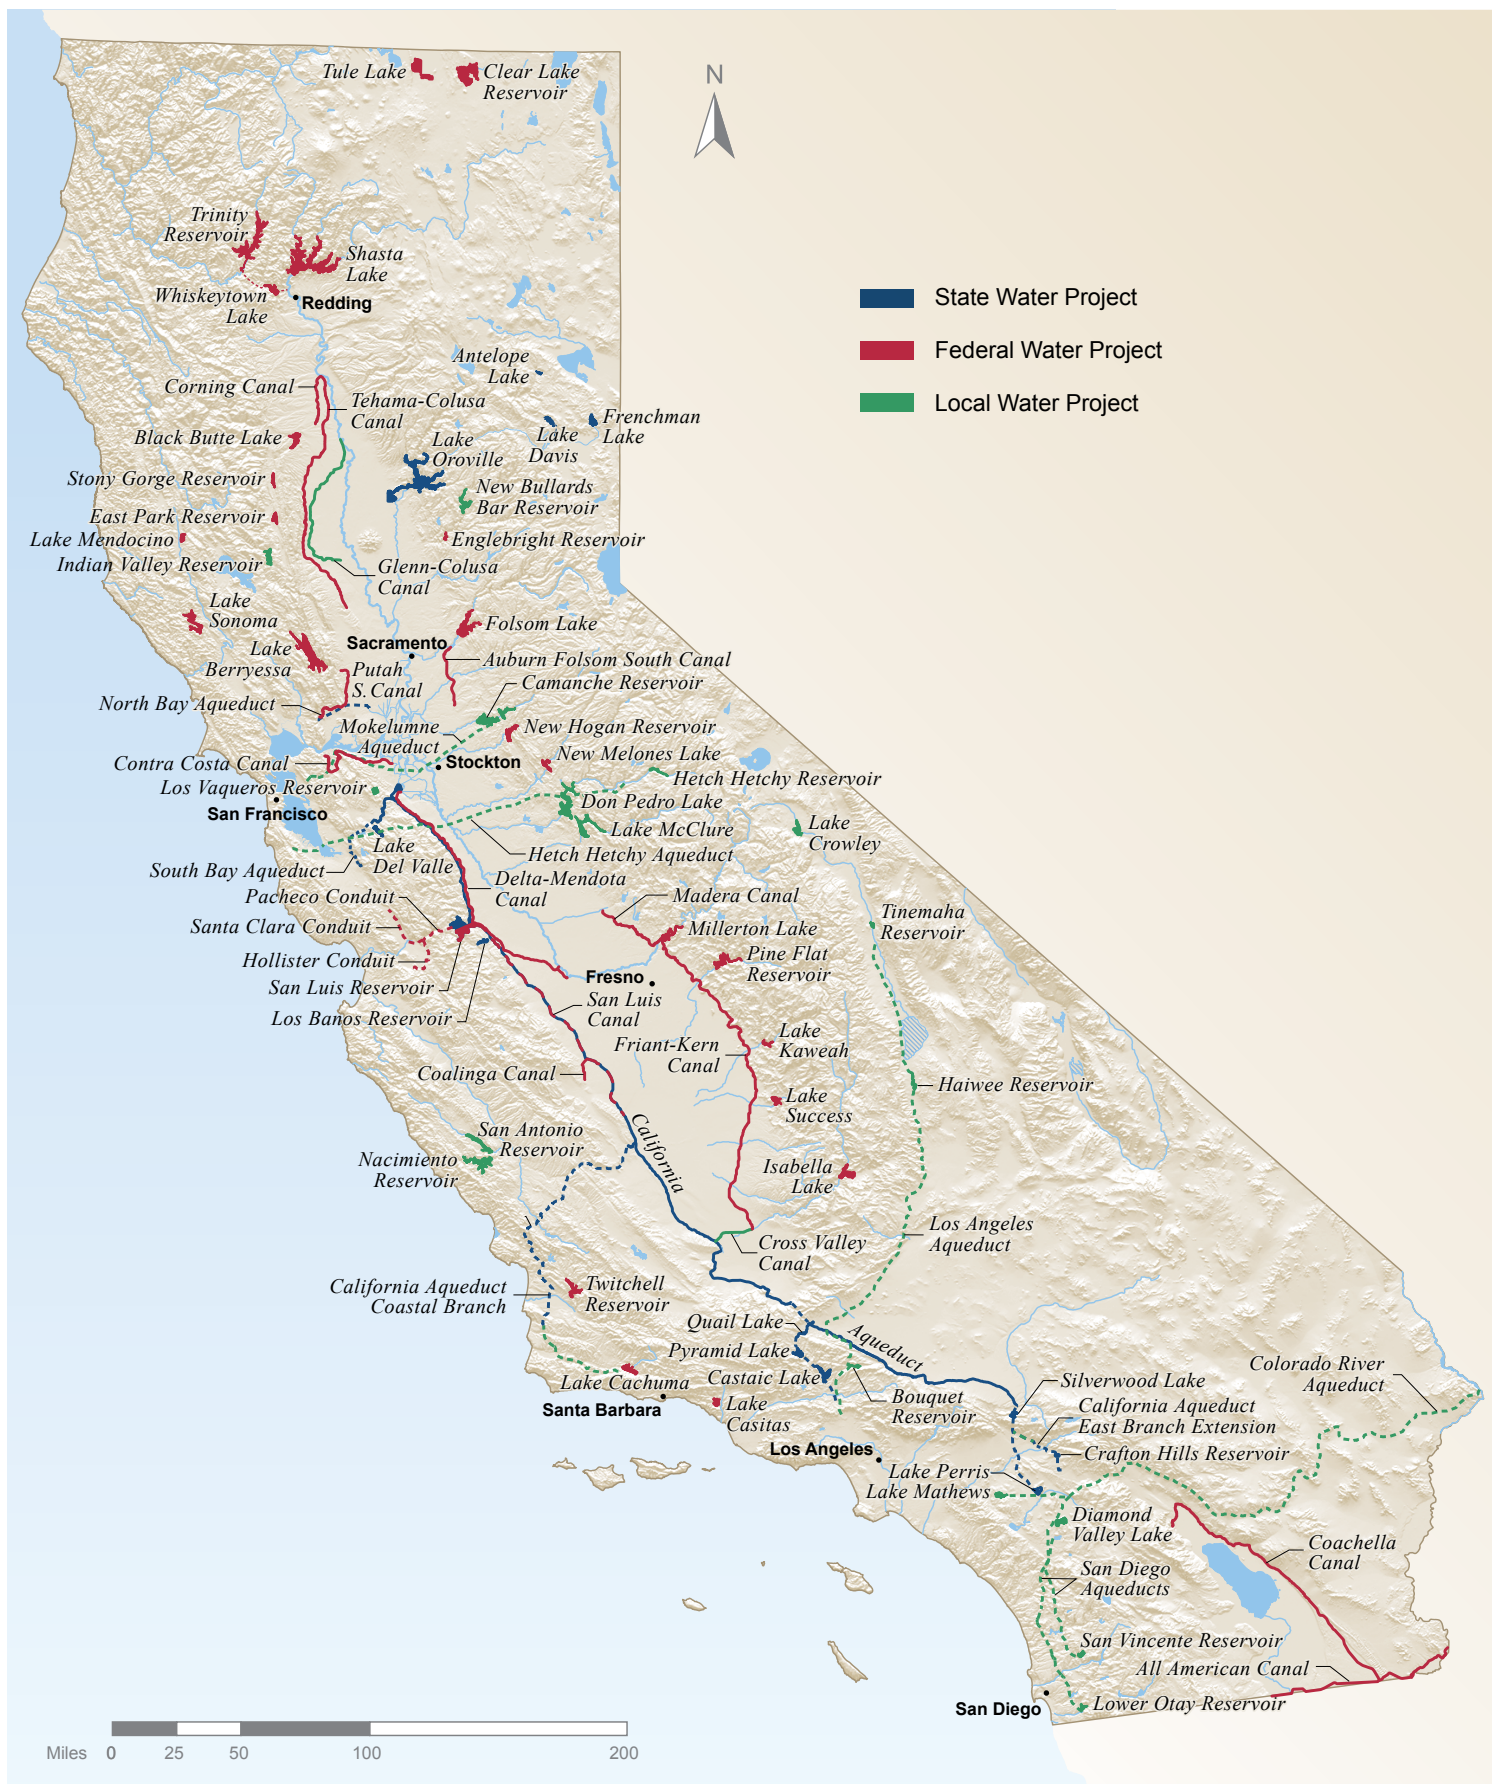 Tule Lake
Clear Lake
Reservoir
N
Trinity
Reservoir
Shasta
Lake
Whiskeytown
Lake
Redding
State Water Project
Federal Water Project
Local Water Project
Antelope
Lake
Corning Canal
Tehama-Colusa
Canal
Frenchman
Lake
Lake
Davis
Black Butte Lake
Lake
Oroville
Stony Gorge Reservoir
New Bullards
Bar Reservoir
East Park Reservoir
Lake Mendocino
Englebright Reservoir
Indian Valley Reservoir
Glenn-Colusa
Canal
Lake
Sonoma
Folsom Lake
Sacramento
Lake
Berryessa
Auburn Folsom South Canal
Putah
S. Canal
Camanche Reservoir
North Bay Aqueduct
Mokelumne
Aqueduct
New Hogan Reservoir
New Melones Lake
Contra Costa Canal
Stockton
Hetch Hetchy Reservoir
Los Vaqueros Reservoir
Don Pedro Lake
San Francisco
Lake McClure
Lake
Crowley
Lake
Del Valle
Hetch Hetchy Aqueduct
South Bay Aqueduct
Delta-Mendota
Canal
Pacheco Conduit
Madera Canal
Tinemaha
Reservoir
Santa Clara Conduit
Millerton Lake
Hollister Conduit
Pine Flat
Reservoir
San Luis Reservoir
Fresno
Los Banos Reservoir
San Luis
Canal
Lake
Kaweah
Friant-Kern
Canal
Coalinga Canal
Haiwee Reservoir
Lake
Success
California
San Antonio
Reservoir
Nacimiento
Reservoir
Isabella
Lake
Los Angeles
Aqueduct
Cross Valley
Canal
California Aqueduct
Coastal Branch
Twitchell
Reservoir
Quail Lake
Aqueduct
Pyramid Lake
Castaic Lake
Colorado River
Aqueduct
Lake Cachuma
Silverwood Lake
Santa Barbara
Lake
Casitas
Bouquet
Reservoir
California Aqueduct
East Branch Extension
Los Angeles
Crafton Hills Reservoir
Lake Perris
Lake Mathews
Diamond
Valley Lake
Coachella
Canal
San Diego
Aqueducts
San Vincente Reservoir
All American Canal
San Diego
Lower Otay Reservoir
Miles 0 25 50 100 200